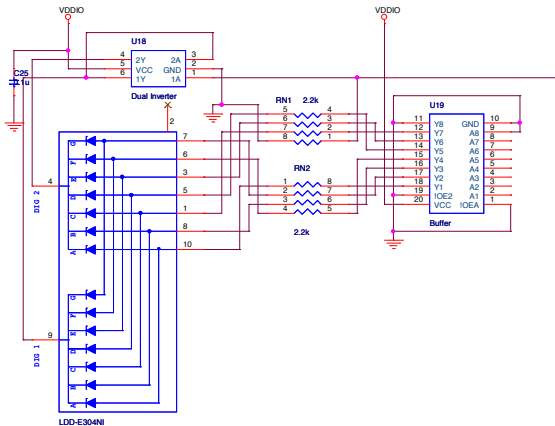 VDDIO
VDDIO
U18
4 2Y 2A 3
5 VCC GND 2
6 1Y 1A 1
Dual Inverter
C25
.1u
RN1 2.2k
5 4
6 3
7 2
8 1
U19
11 Y8 GND 10
12 Y7 A8 9
13 Y6 A7 8
14 Y5 A6 7
15 Y4 A5 6
16 Y3 A4 5
17 Y2 A3 4
18 Y1 A2 3
19 !OE2 A1 2
20 VCC !OEA 1
Buffer
RN2
1 8
2 7
3 6
4 5
2.2k
2
G 7
F 6
E 3
4 D 5
C 1
B 8
A 10
DIG 2
G
F
9 E
D
C
B
A
DIG 1
LDD-E304NI